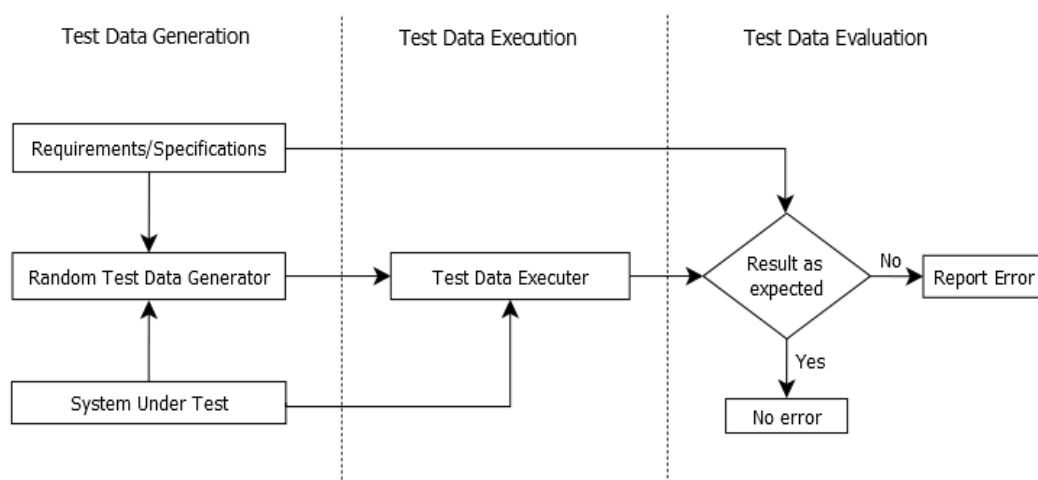 Test Data Generation
Test Data Execution
Test Data Evaluation
Requirements/Specifications
Random Test Data Generator
Test Data Executer
Result as
expected
No
Report Error
Yes
System Under Test
No error